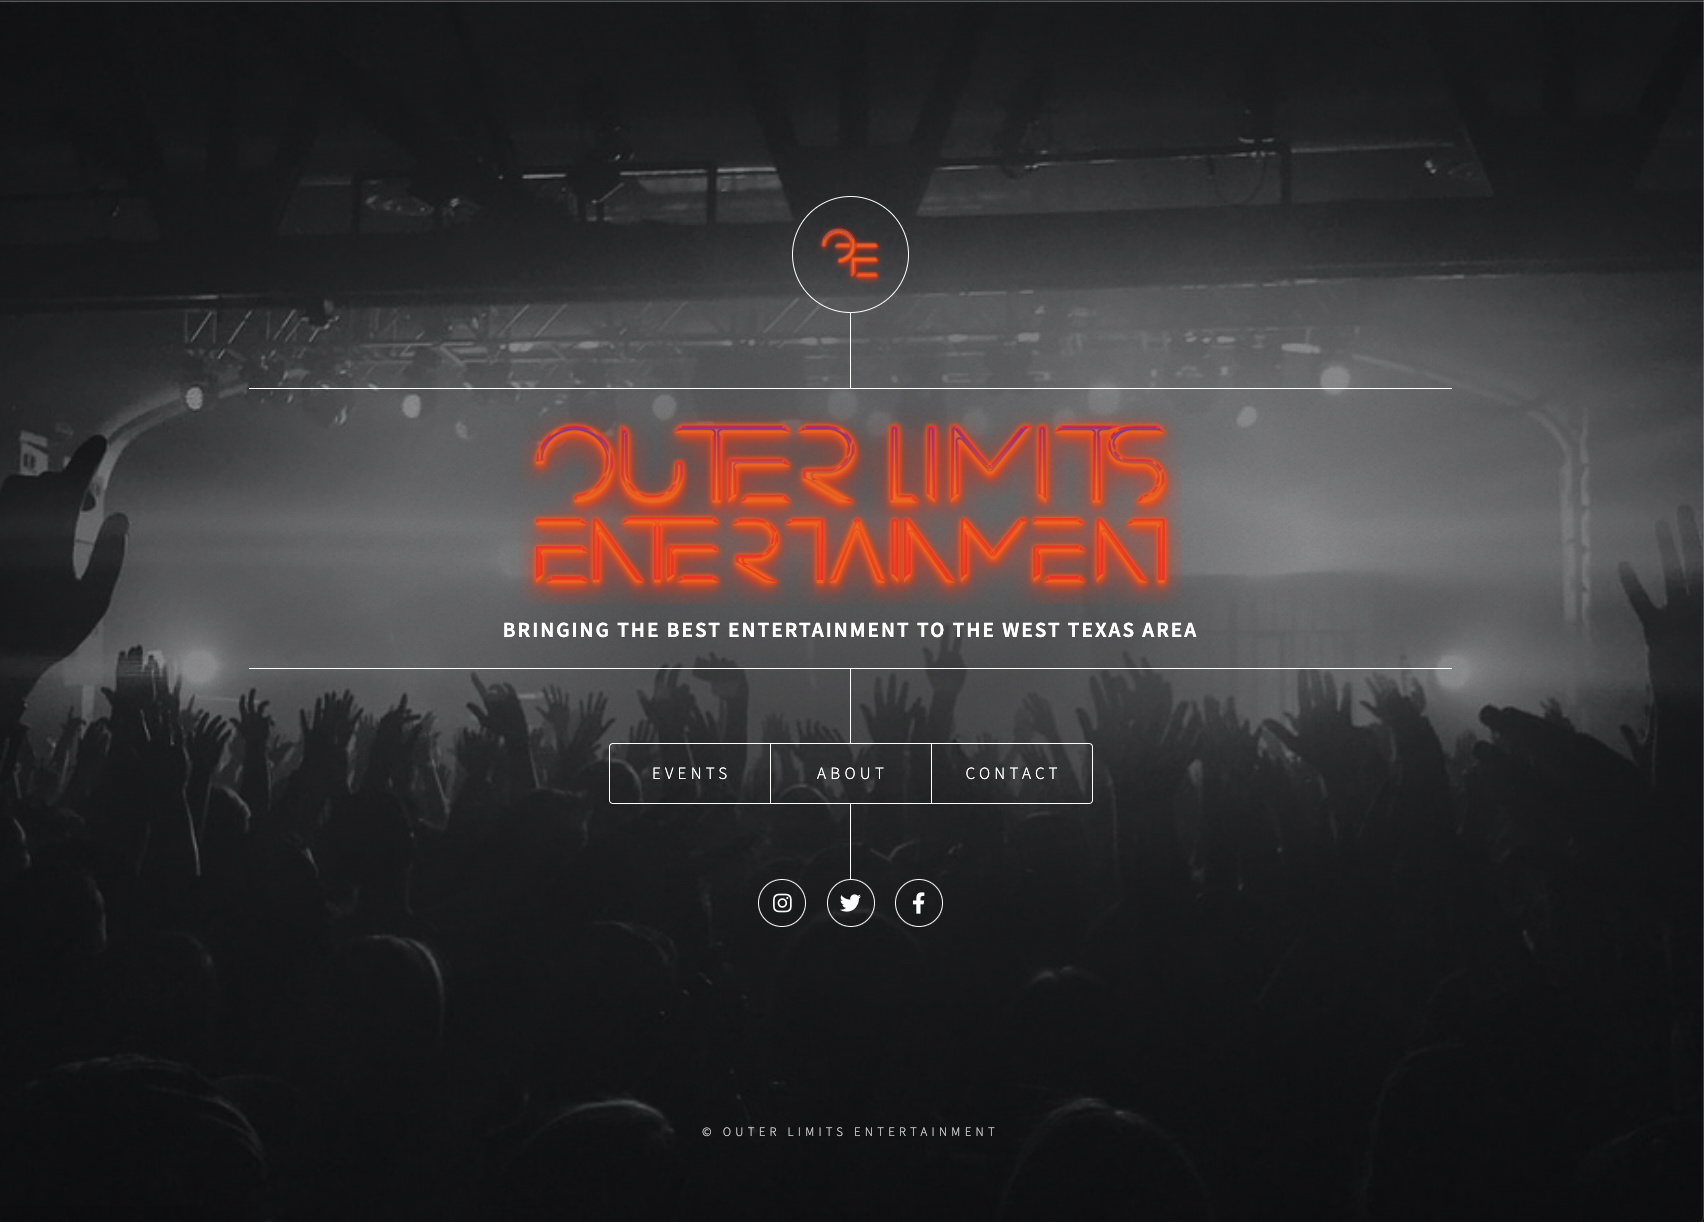 OE
OUTER LIMITS
ENTERTAINMENT
BRINGING THE BEST ENTERTAINMENT TO THE WEST TEXAS AREA
EVENTS ABOUT CONTACT
© OUTER LIMITS ENTERTAINMENT